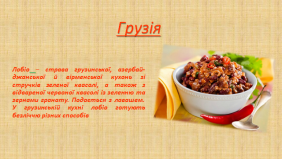 Грузія
Лобіо – страва грузинської, азербай-
джанської й вірменської кухонь зі
стручків зеленої квасолі, а також з
відвареної червоної квасолі із зеленню та
зернами гранату. Подається з лавашем.
У грузинській кухні лобіо готують
безліччю різних способів